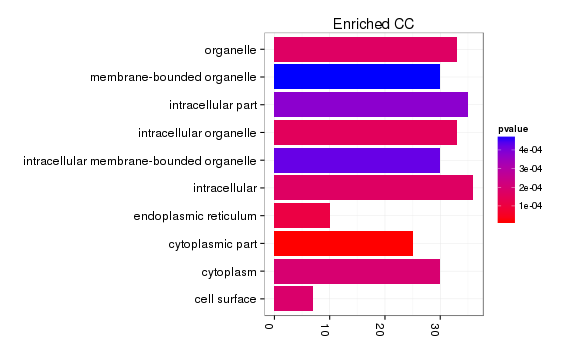 Enriched CC
organelle
membrane-bounded organelle
intracellular part
intracellular organelle
intracellular membrane-bounded organelle
intracellular
endoplasmic reticulum
cytoplasmic part
cytoplasm
cell surface
0
10
20
30
pvalue
4e-04
3e-04
2e-04
1e-04